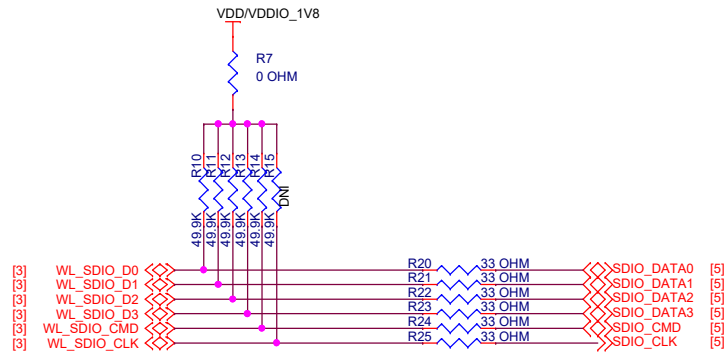 VDD/VDDIO_1V8
R7
0 OHM
R10
R11
R12
R13
R14
R15
49.9K
49.9K
49.9K
49.9K
49.9K
DNI
[3] WL_SDIO_D0 R20 33 OHM SDIO_DATA0 [5]
[3] WL_SDIO_D1 R21 33 OHM SDIO_DATA1 [5]
[3] WL_SDIO_D2 R22 33 OHM SDIO_DATA2 [5]
[3] WL_SDIO_D3 R23 33 OHM SDIO_DATA3 [5]
[3] WL_SDIO_CMD R24 33 OHM SDIO_CMD [5]
[3] WL_SDIO_CLK R25 33 OHM SDIO_CLK [5]